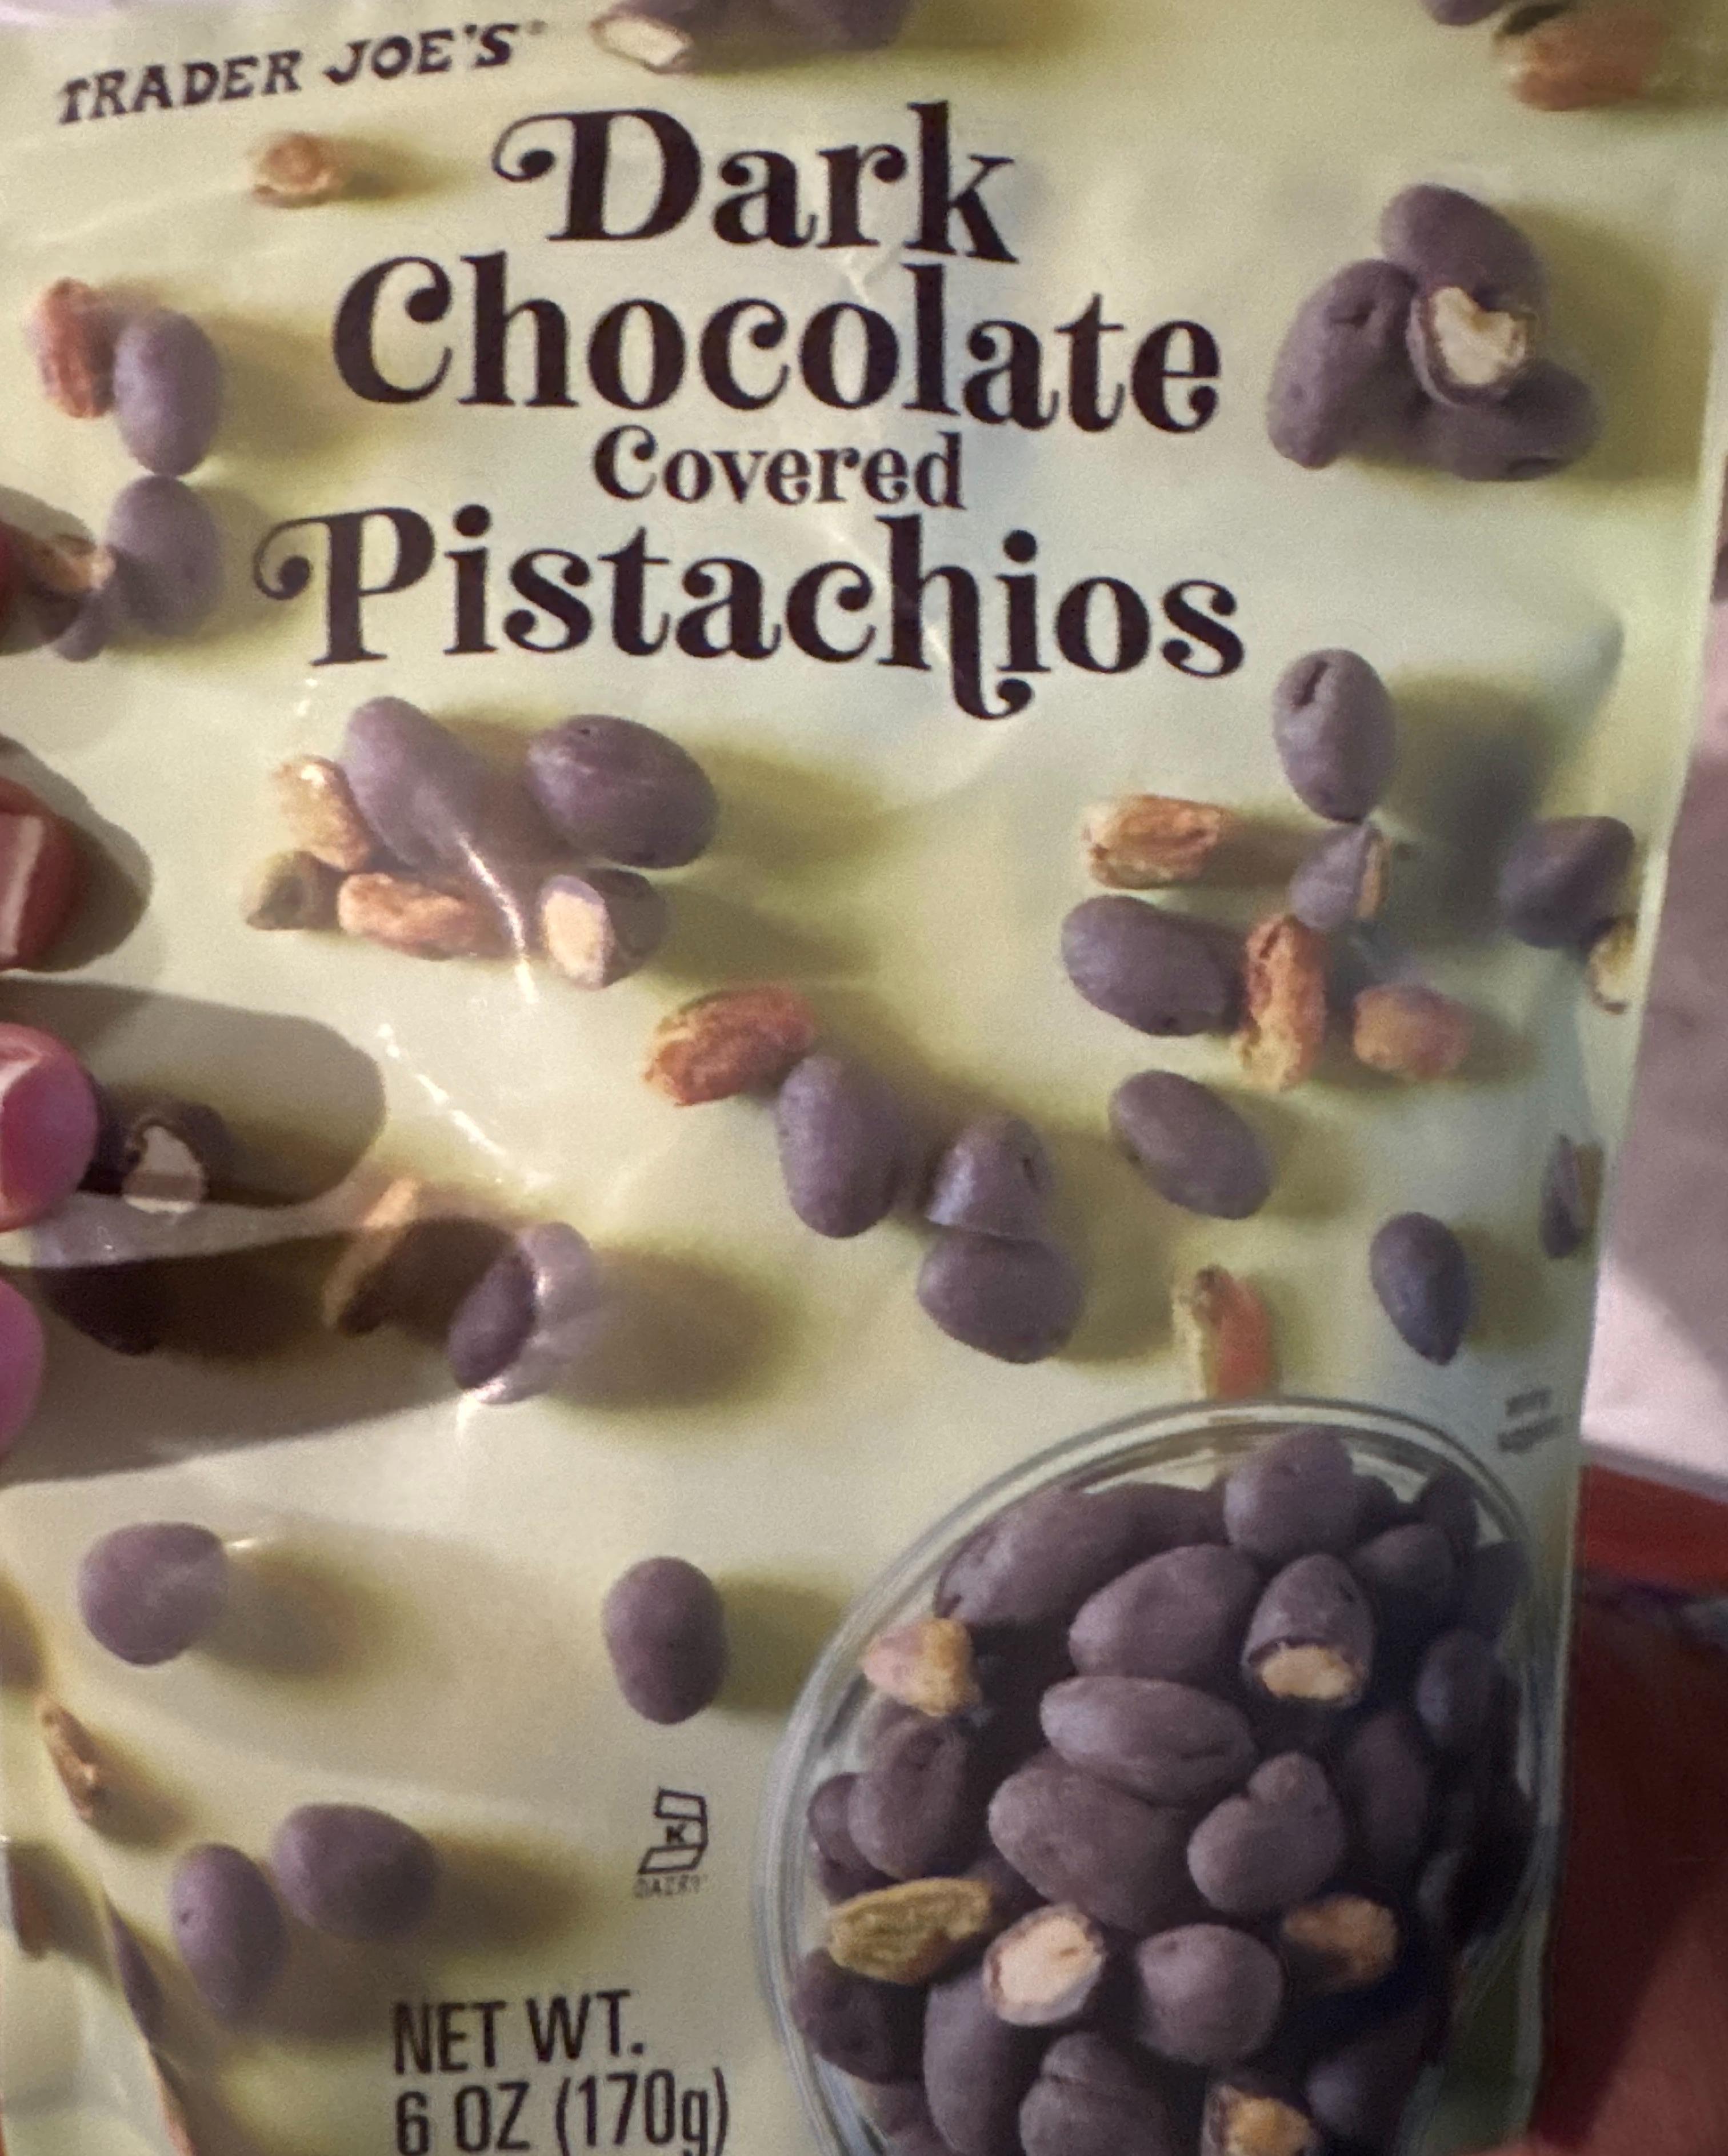 TRADER JOE'S
Dark
Chocolate
Covered
Pistachios
K
DAIRY
NET WT.
6 OZ (170g)